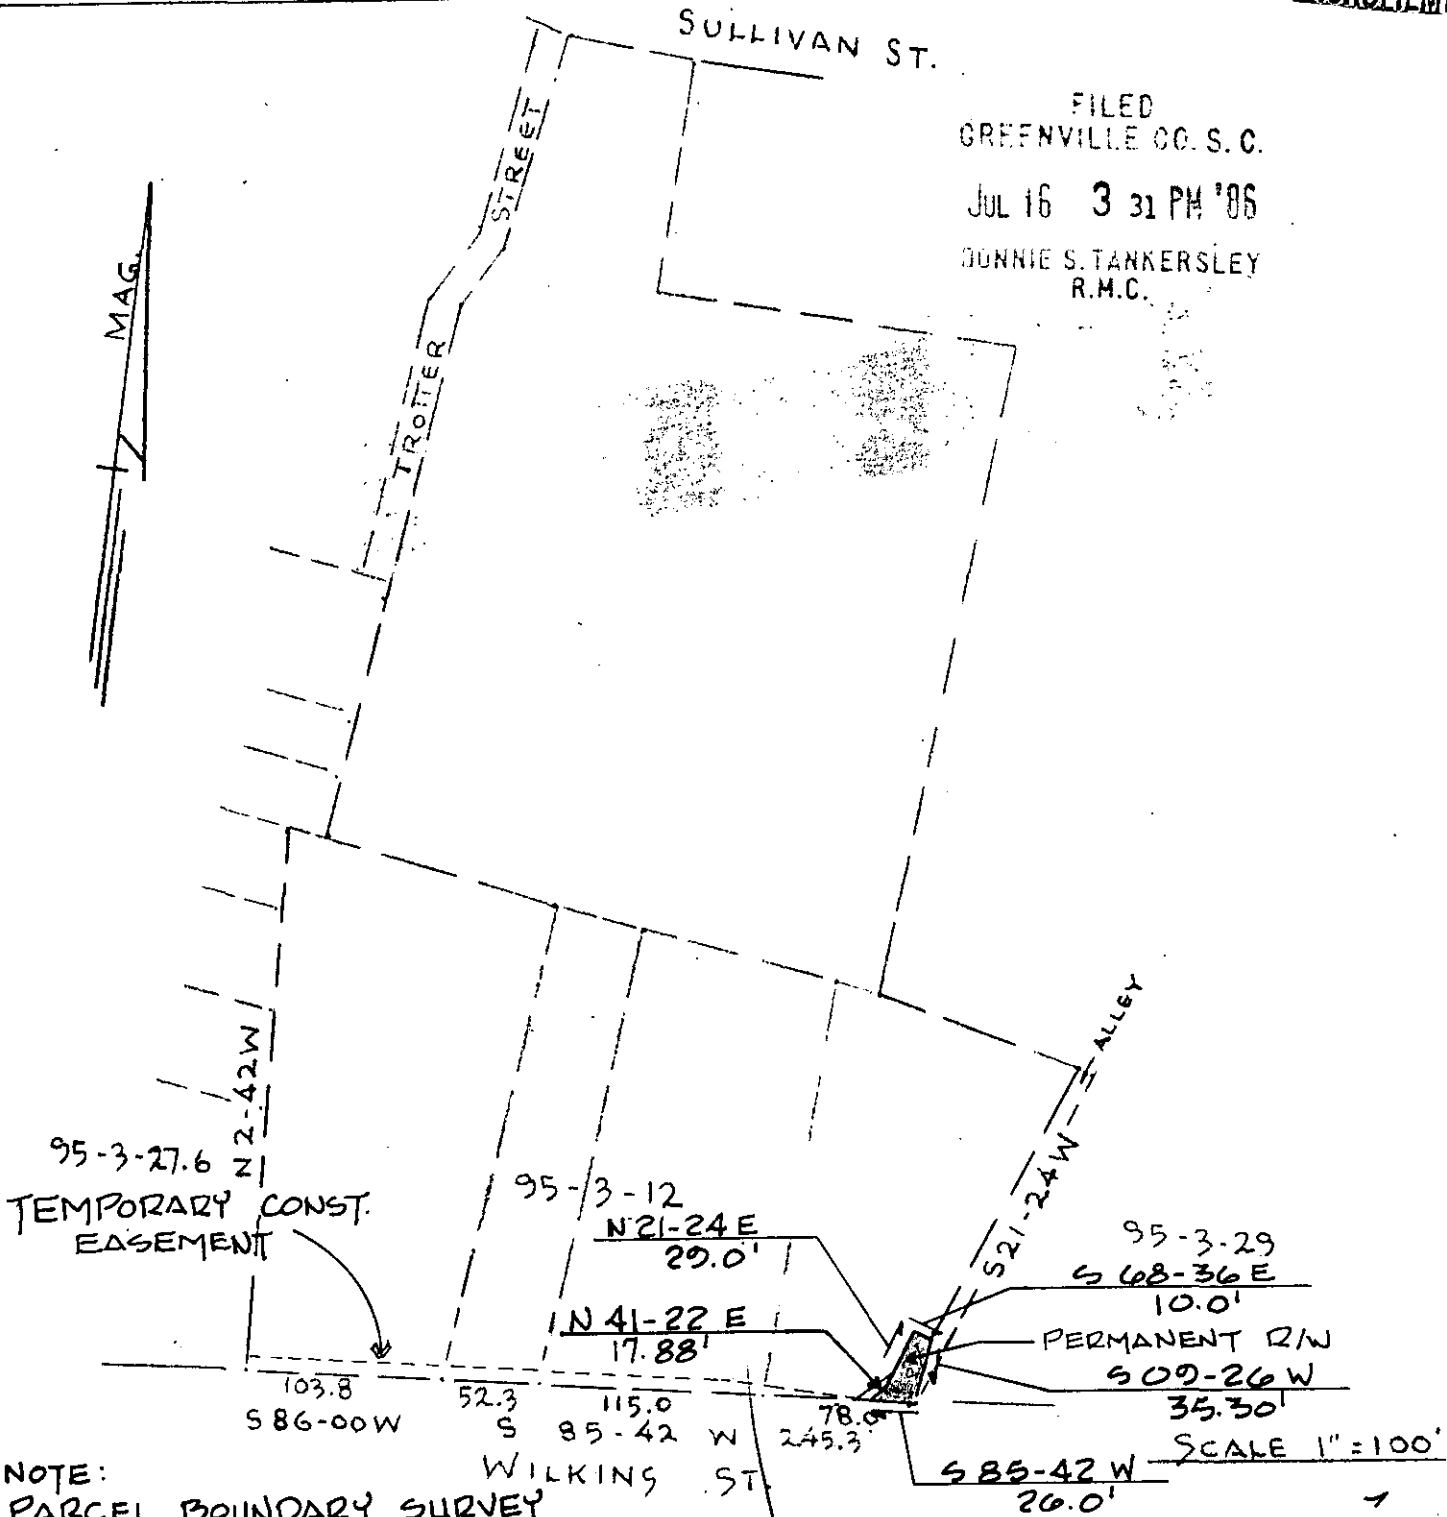 SULLIVAN ST.
FILED
GREENVILLE CO. S. C.
JUL 16 3 31 PM '86
DONNIE S. TANKERSLEY
R.M.C.
MAG.
TROTTER STREET
ALLEY
N 2-42 W
95-3-27.6
TEMPORARY CONST.
EASEMENT
95-3-12
N 21-24 E
29.0'
S 21-24 W
95-3-29
S 68-36 E
10.0'
N 41-22 E
17.88'
PERMANENT R/W
S 09-26 W
35.30'
103.8
52.3
115.0
78.0
S 86-00 W
S 85-42 W 245.3'
WILKINS ST.
S 85-42 W
26.0'
SCALE 1" = 100'
NOTE:
PARCEL BOUNDARY SURVEY